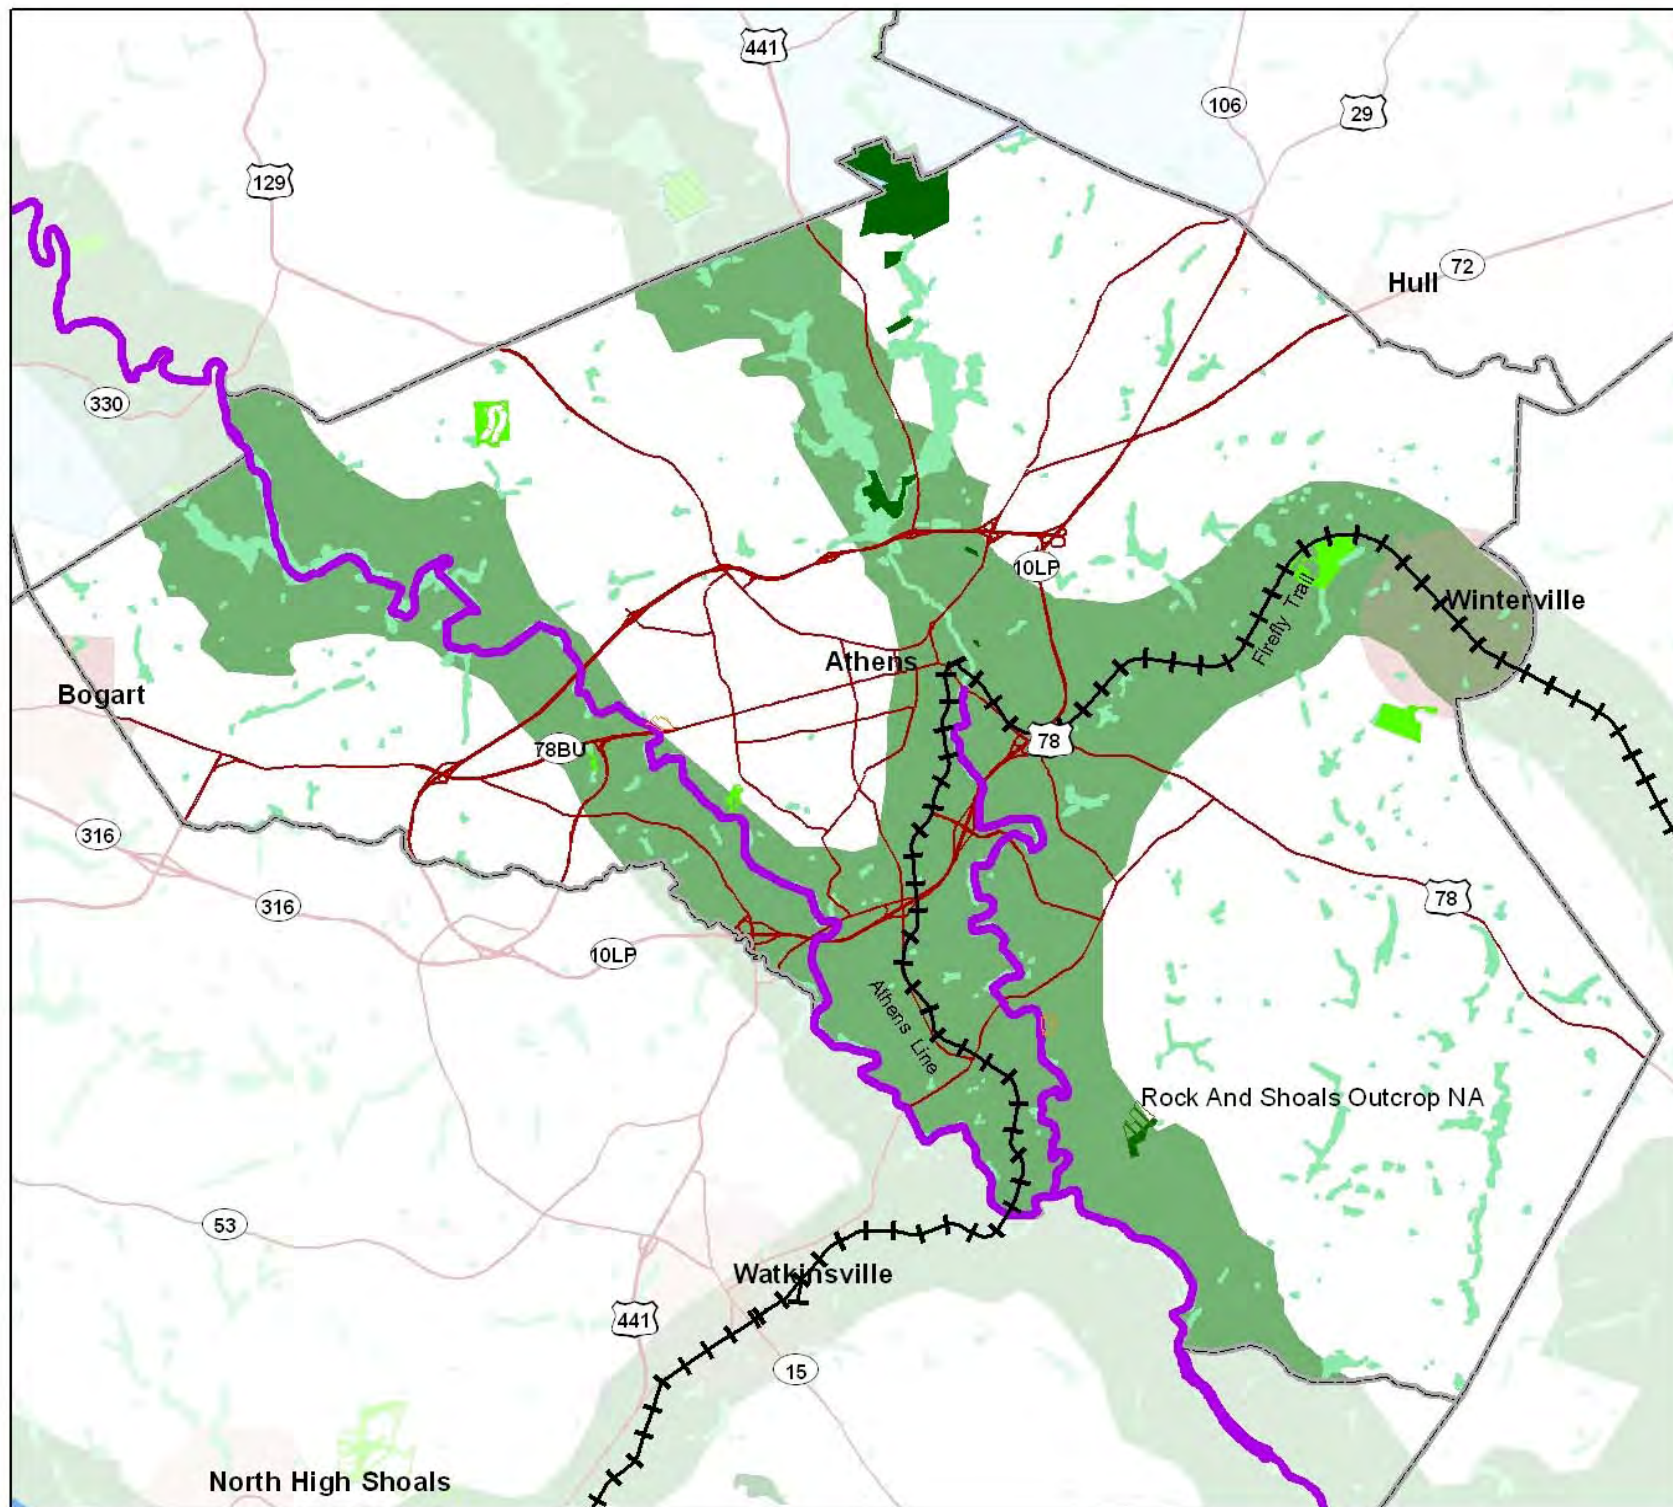 441
106
29
129
72
Hull
330
10LP
Winterville
Firefly Trail
Athens
Bogart
78BU
78
316
78
316
10LP
Athens Line
Rock And Shoals Outcrop NA
53
Watkinsville
441
15
North High Shoals